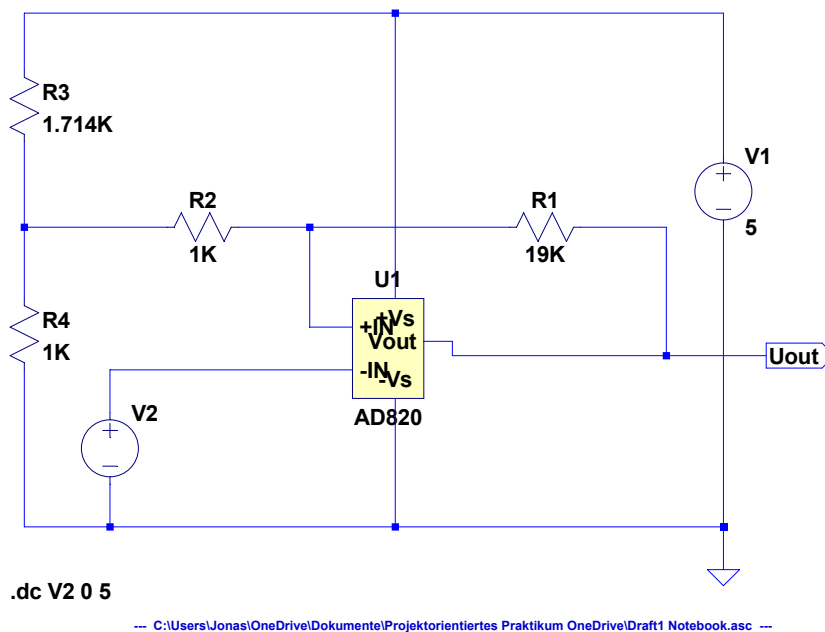 R3
1.714K
V1
5
R2
1K
R1
19K
U1
+Vs
+IN
Vout
-IN
-Vs
AD820
R4
1K
V2
Uout
.dc V2 0 5
--- C:\Users\Jonas\OneDrive\Dokumente\Projektorientiertes Praktikum OneDrive\Draft1 Notebook.asc ---